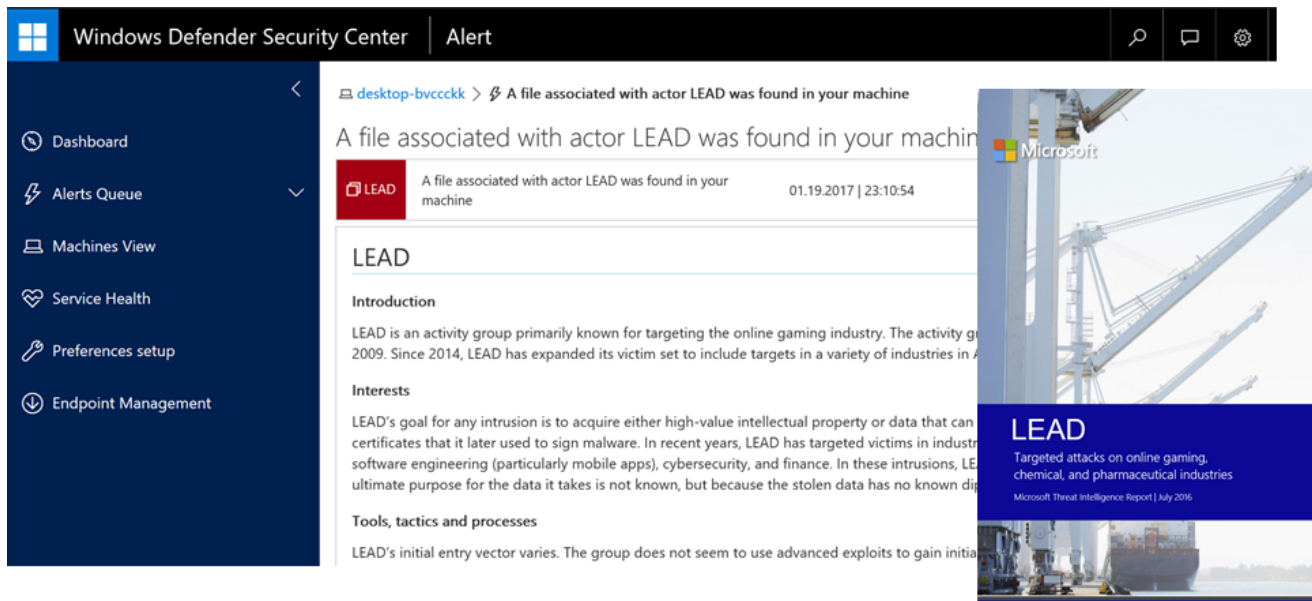 Windows Defender Security Center | Alert
desktop-bvccckk > A file associated with actor LEAD was found in your machine
A file associated with actor LEAD was found in your machin
LEAD
A file associated with actor LEAD was found in your
machine
01.19.2017 | 23:10:54
Dashboard
Alerts Queue
Machines View
Service Health
Preferences setup
Endpoint Management
LEAD
Introduction
LEAD is an activity group primarily known for targeting the online gaming industry. The activity
2009. Since 2014, LEAD has expanded its victim set to include targets in a variety of industries in
Interests
LEAD's goal for any intrusion is to acquire either high-value intellectual property or data that can
certificates that it later used to sign malware. In recent years, LEAD has targeted victims in
software engineering (particularly mobile apps), cybersecurity, and finance. In these intrusions,
ultimate purpose for the data it takes is not known, but because the stolen data has no known
Tools, tactics and processes
LEAD's initial entry vector varies. The group does not seem to use advanced exploits to gain
Microsoft
LEAD
Targeted attacks on online gaming,
chemical, and pharmaceutical industries
Microsoft Threat Intelligence Report | July 2016